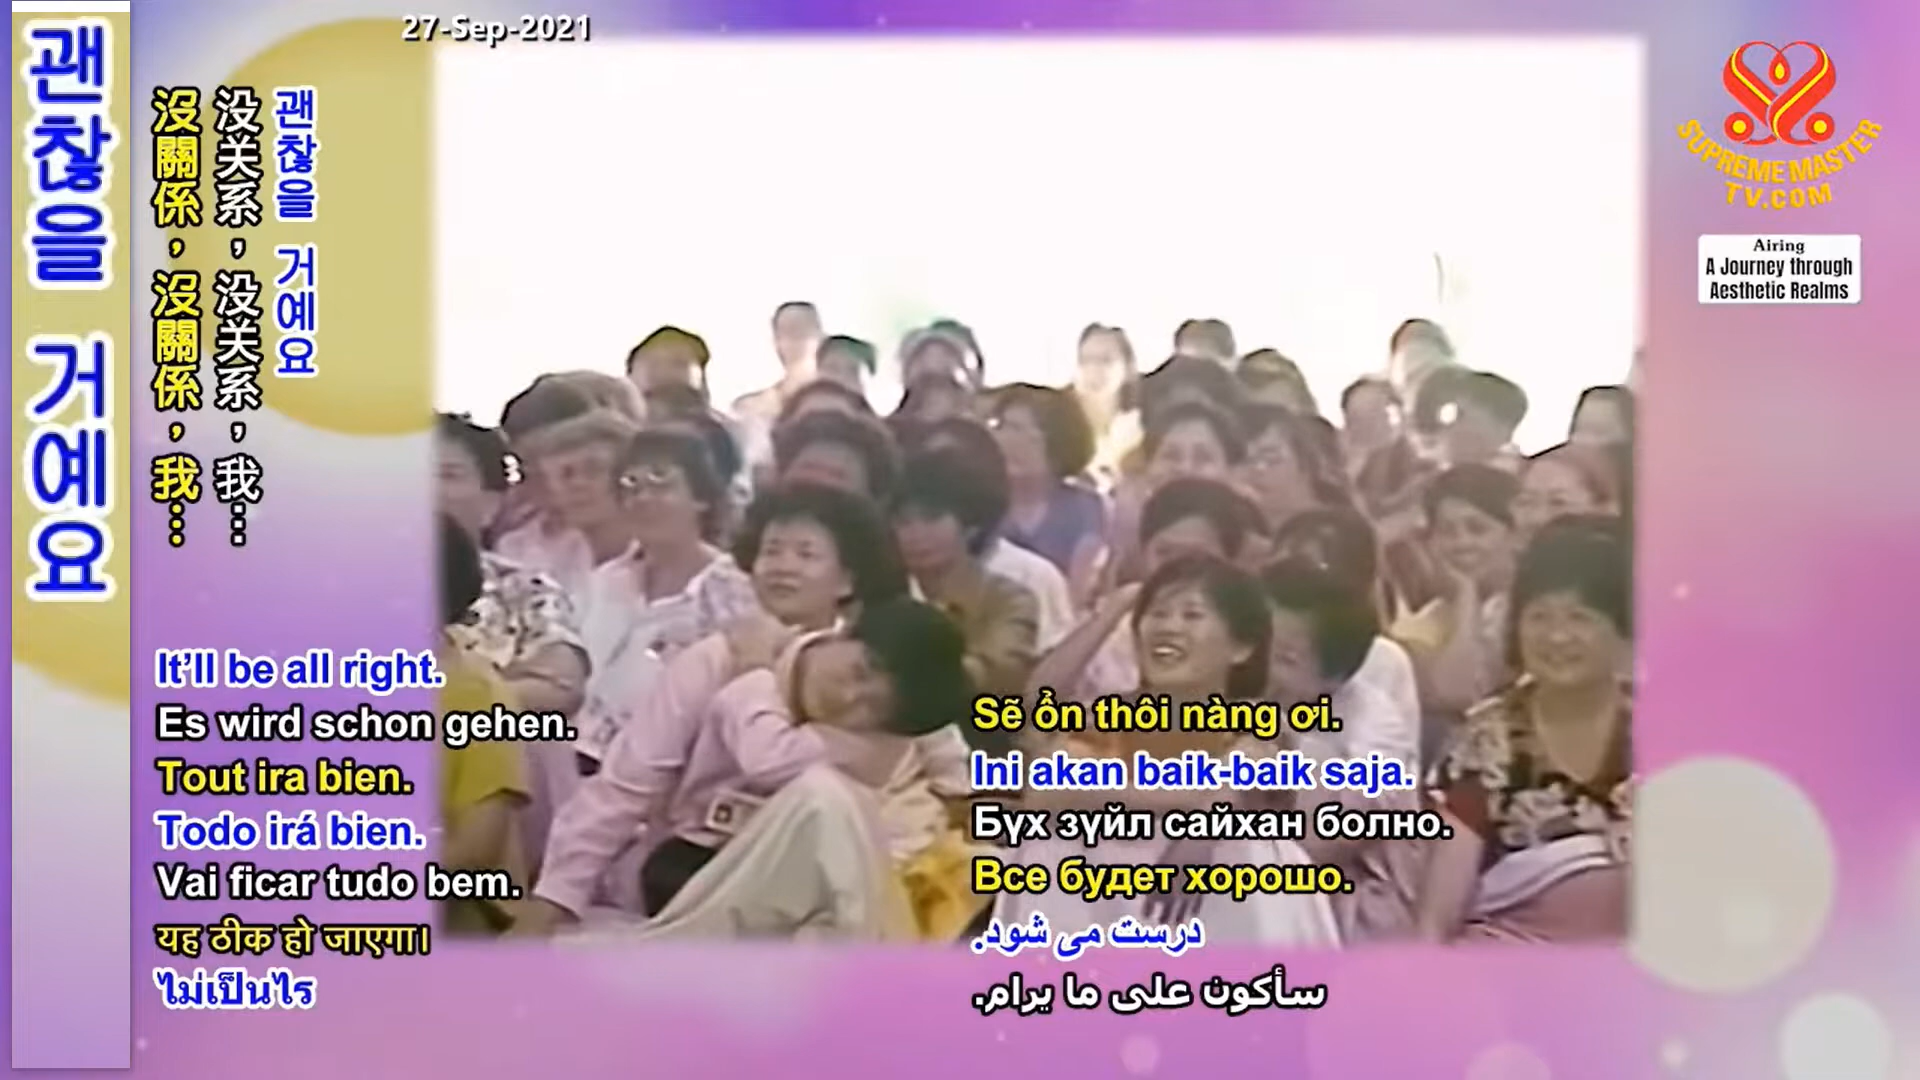 27-Sep-2021
괜찮을 거예요
沒關係，沒關係，我…
没关系，没关系，我…
괜찮을 거예요
It’ll be all right.
Es wird schon gehen.
Tout ira bien.
Todo irá bien.
Vai ficar tudo bem.
यह ठीक हो जाएगा।
ไม่เป็นไร
Sẽ ổn thôi nàng ơi.
Ini akan baik-baik saja.
Бүх зүйл сайхан болно.
Все будет хорошо.
درست می شود.
سأكون على ما يرام.
SUPREME MASTER
TV.COM
Airing
A Journey through
Aesthetic Realms